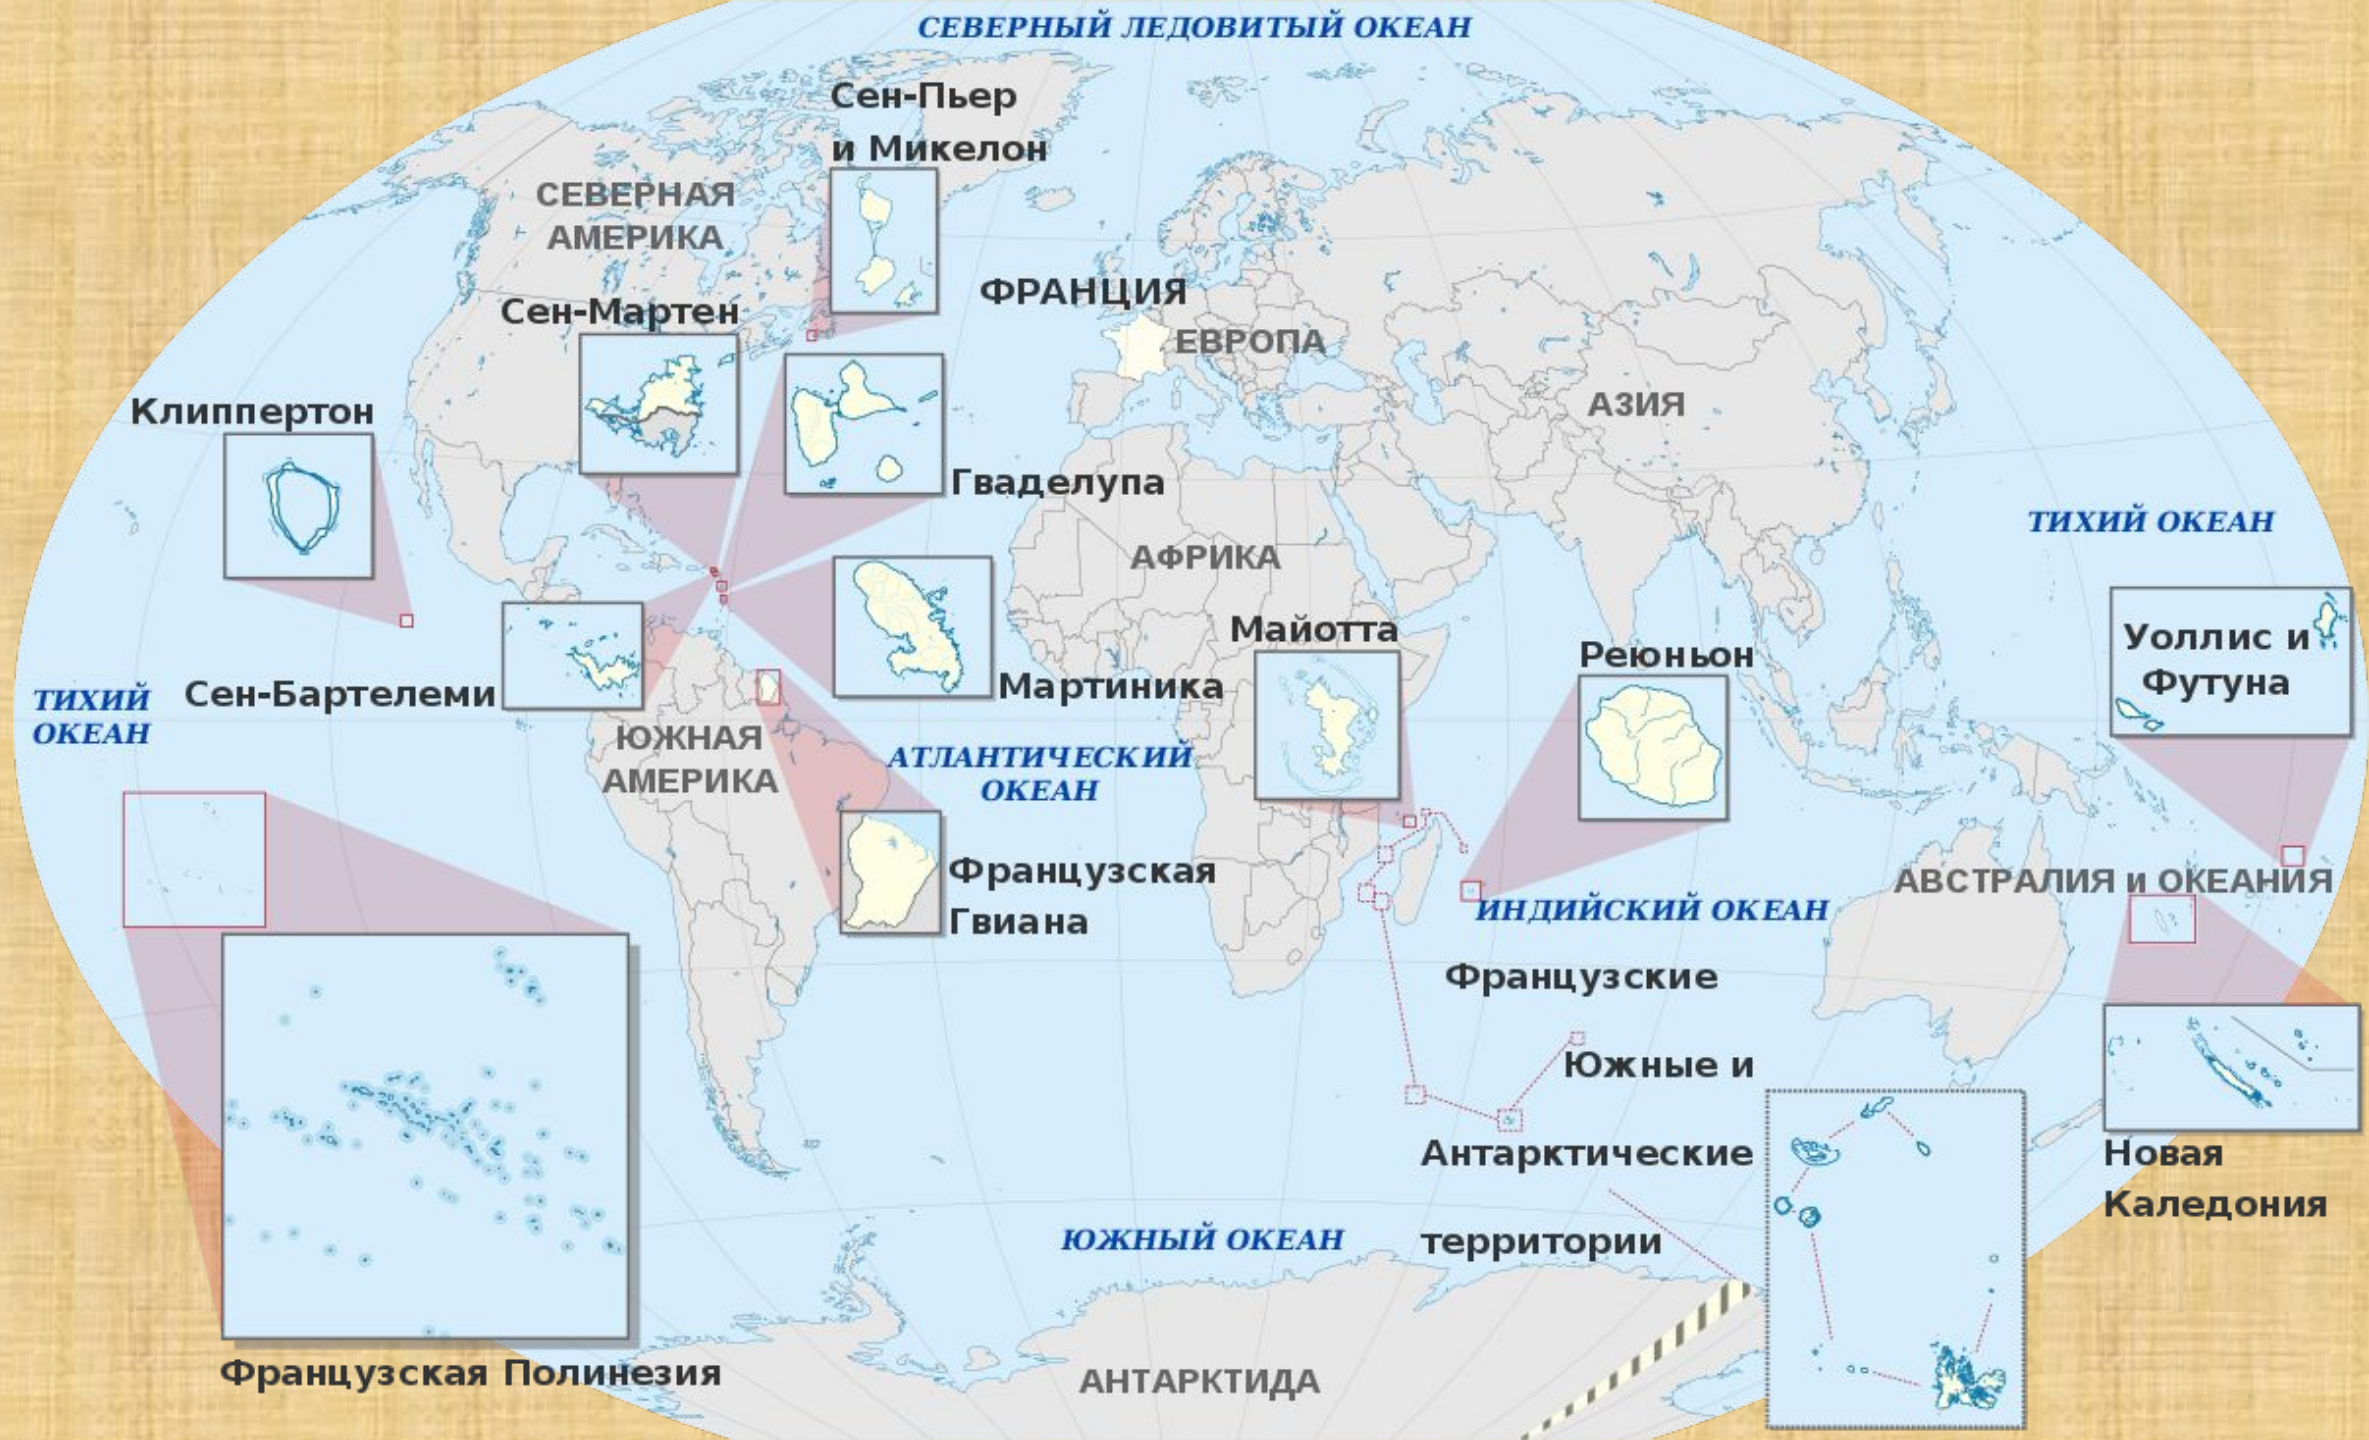 СЕВЕРНЫЙ ЛЕДОВИТЫЙ ОКЕАН
Сен-Пьер
и Микелон
СЕВЕРНАЯ
АМЕРИКА
ФРАНЦИЯ
Сен-Мартен
ЕВРОПА
АЗИЯ
Клиппертон
Гваделупа
ТИХИЙ ОКЕАН
АФРИКА
Майотта
Реюньон
Уоллис и
Футуна
Сен-Бартелеми
Мартиника
ТИХИЙ
ОКЕАН
ЮЖНАЯ
АМЕРИКА
АТЛАНТИЧЕСКИЙ
ОКЕАН
Французская
Гвиана
АВСТРАЛИЯ и ОКЕАНИЯ
ИНДИЙСКИЙ ОКЕАН
Французские
Южные и
Антарктические
территории
Новая
Каледония
ЮЖНЫЙ ОКЕАН
Французская Полинезия
АНТАРКТИДА